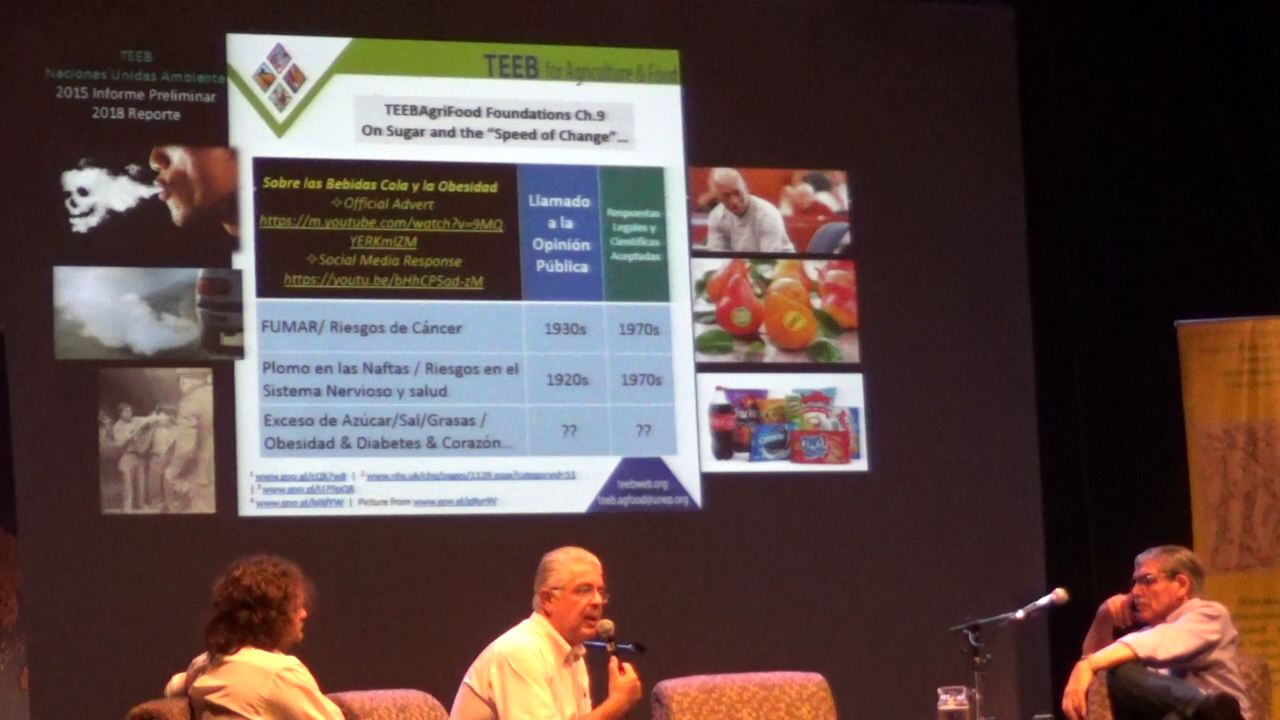 TEEB
Naciones Unidas Ambiente
2015 Informe Preliminar
2018 Reporte
TEEB for Agriculture & Food
TEEBAgriFood Foundations Ch.9
On Sugar and the “Speed of Change”...
Sobre las Bebidas Cola y la Obesidad
❖Official Advert
https://m.youtube.com/watch?v=9MQ
YERKmIZM
❖Social Media Response
https://youtu.be/bHhCP5ad-zM
Llamado
a la
Opinión
Pública
Respuestas
Legales y
Científicas
Aceptadas
FUMAR/ Riesgos de Cáncer
1930s
1970s
Plomo en las Naftas / Riesgos en el
Sistema Nervioso y salud
1920s
1970s
Exceso de Azúcar/Sal/Grasas /
Obesidad & Diabetes & Corazón...
??
??
| Picture from
teebweb.org
teeb.agfood@unep.org